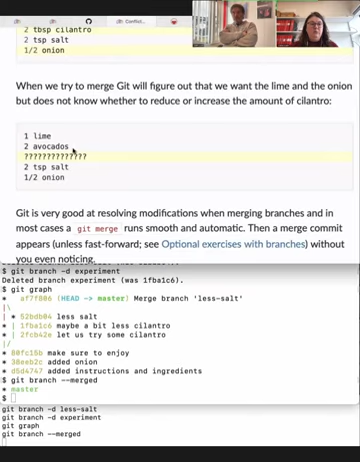 Conflict...
2 tbsp cilantro
2 tsp salt
1/2 onion
When we try to merge Git will figure out that we want the lime and the onion
but does not know whether to reduce or increase the amount of cilantro:
1 lime
2 avocados
??????????????
2 tsp salt
1/2 onion
Git is very good at resolving modifications when merging branches and in
most cases a git merge runs smooth and automatic. Then a merge commit
appears (unless fast-forward; see Optional exercises with branches) without
you even noticing.
$ git branch -d experiment
Deleted branch experiment (was 1fba1c6).
$ git graph
* af7f886 (HEAD -> master) Merge branch 'less-salt'
|\
| * 52bdb04 less salt
* | 1fba1c6 maybe a bit less cilantro
* | 2fcb42e let us try some cilantro
|/
* 80fc15b make sure to enjoy
* 38eeb2c added onion
* d5d4747 added instructions and ingredients
$ git branch --merged
* master
$
git branch -d less-salt
git branch -d experiment
git graph
git branch --merged